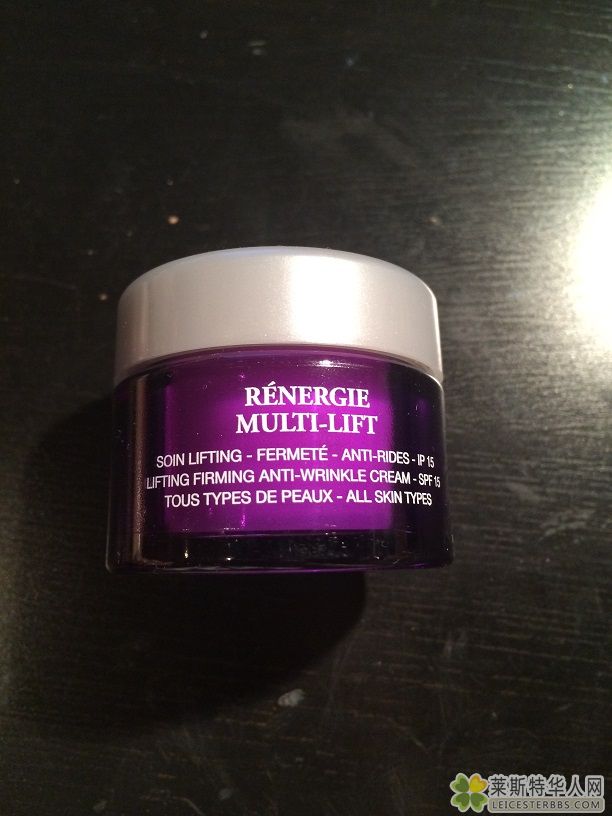 RÉNERGIE
MULTI-LIFT
SOIN LIFTING - FERMETÉ - ANTI-RIDES - IP 15
LIFTING FIRMING ANTI-WRINKLE CREAM - SPF 15
TOUS TYPES DE PEAUX - ALL SKIN TYPES
莱斯特华人网
LEICESTERBBS.COM